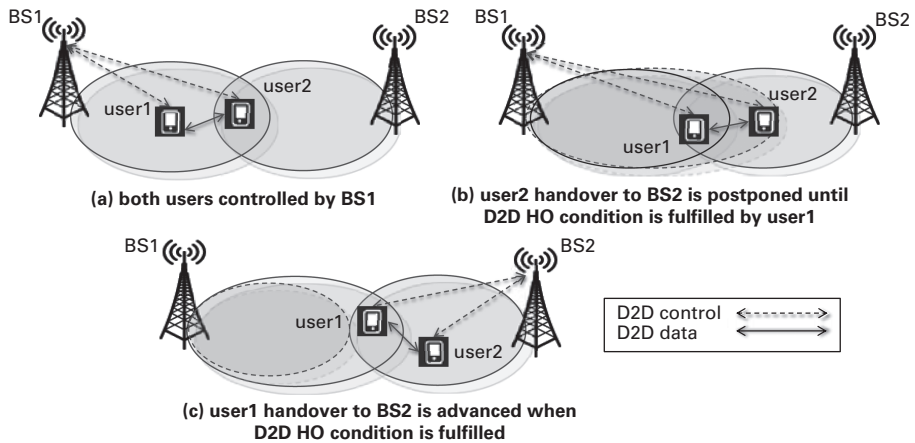 BS1
BS2
user2
user1
(a) both users controlled by BS1
BS1
BS2
user2
user1
(b) user2 handover to BS2 is postponed until
D2D HO condition is fulfilled by user1
BS1
BS2
user1
user2
D2D control
D2D data
(c) user1 handover to BS2 is advanced when
D2D HO condition is fulfilled